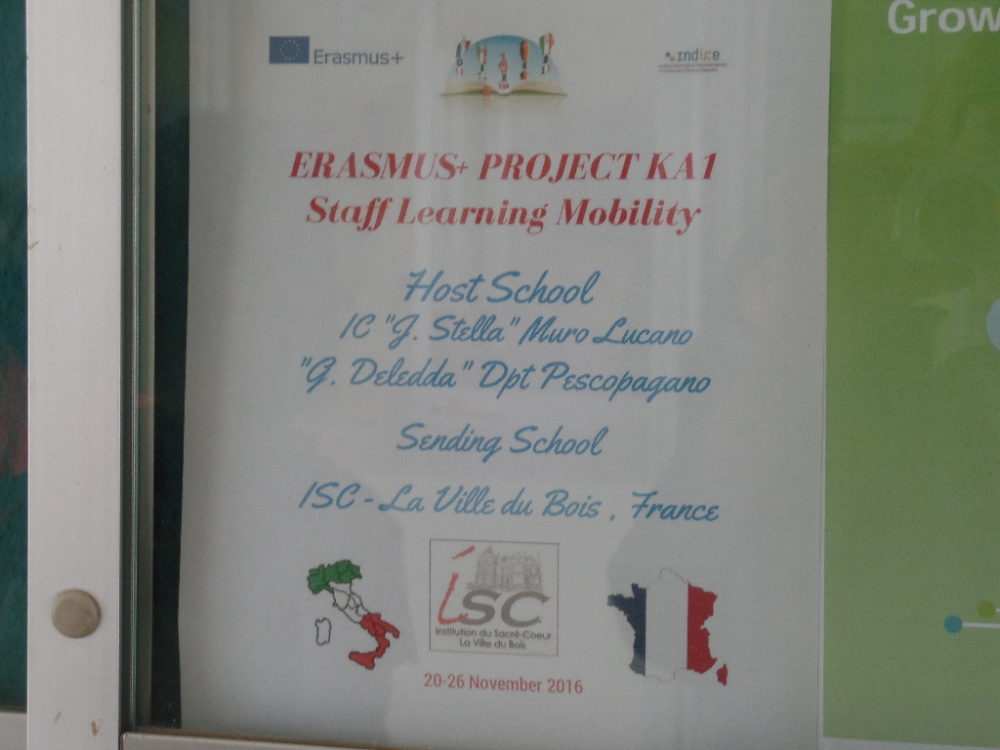 Erasmus+
indire
Grow
ERASMUS+ PROJECT KA1
Staff Learning Mobility
Host School
IC "J. Stella" Muro Lucano
"G. Deledda" Dpt Pescopagano
Sending School
ISC - La Ville du Bois , France
ISC
Institution du Sacré-Coeur
La Ville du Bois
20-26 November 2016